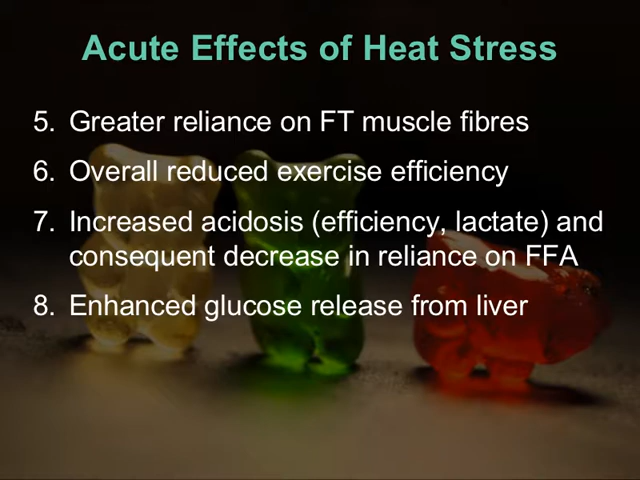 Acute Effects of Heat Stress
5. Greater reliance on FT muscle fibres
6. Overall reduced exercise efficiency
7. Increased acidosis (efficiency, lactate) and
consequent decrease in reliance on FFA
8. Enhanced glucose release from liver